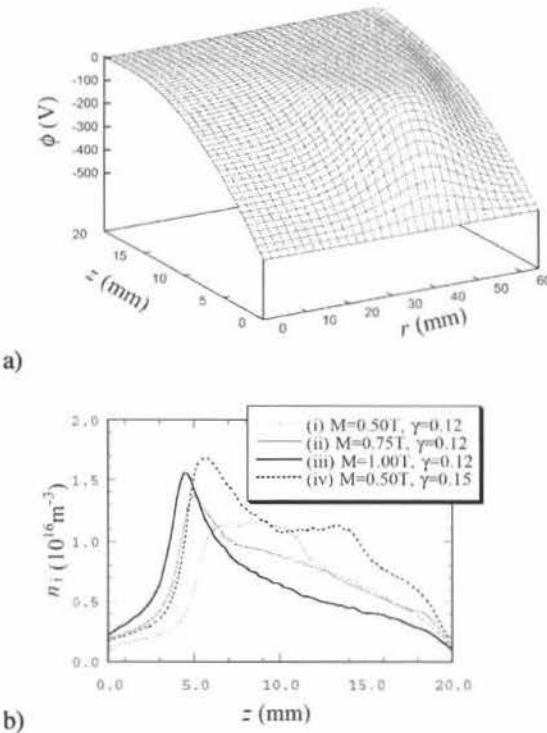 0
-100
-200
-300
-400
-500
ϕ (V)
20
15
10
5
0
z (mm)
0
10
20
30
40
50
60
r (mm)
a)
(i) M=0.50T, γ=0.12
(ii) M=0.75T, γ=0.12
(iii) M=1.00T, γ=0.12
(iv) M=0.50T, γ=0.15
2.0
1.5
1.0
0.5
0.0
n i (10¹⁶m⁻³)
0.0 5.0 10.0 15.0 20.0
z (mm)
b)